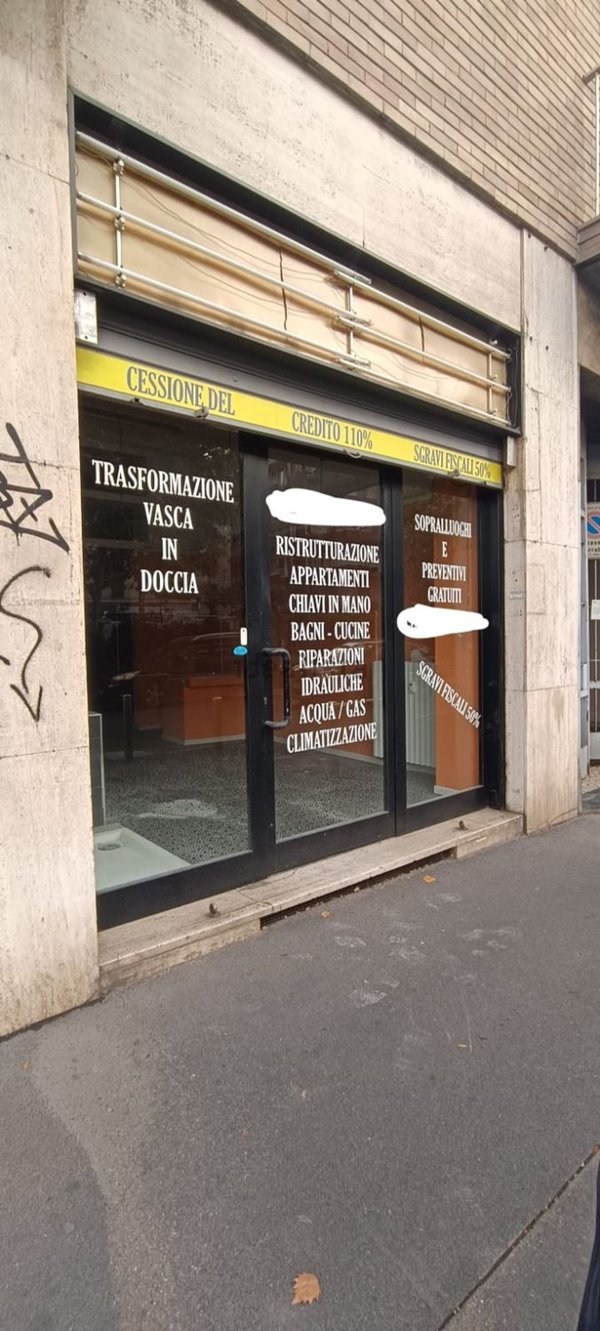 CESSIONE DEL CREDITO 110% SGRAVI FISCALI 50%
TRASFORMAZIONE
VASCA
IN
DOCCIA
RISTRUTTURAZIONE
APPARTAMENTI
CHIAVI IN MANO
BAGNI - CUCINE
RIPARAZIONI
IDRAULICHE
ACQUA / GAS
CLIMATIZZAZIONE
SOPRALLUOGHI
E
PREVENTIVI
GRATUITI
SGRAVI FISCALI 50%